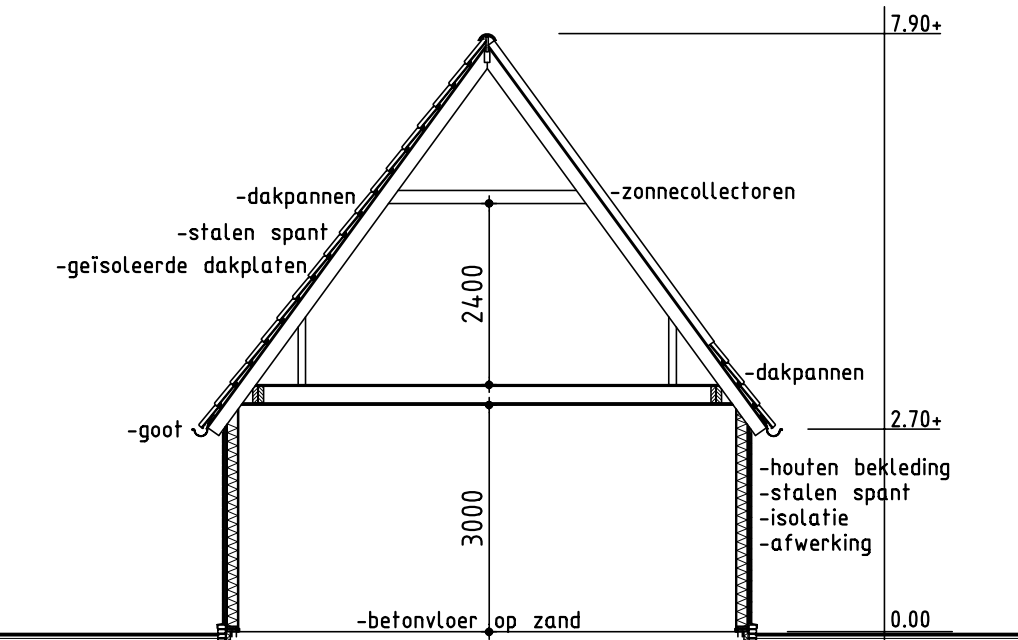 7.90+
-dakpannen
-zonnecollectoren
-stalen spant
-geïsoleerde dakplaten
2400
-dakpannen
-goot
2.70+
-houten bekleding
-stalen spant
-isolatie
-afwerking
3000
-betonvloer op zand
0.00